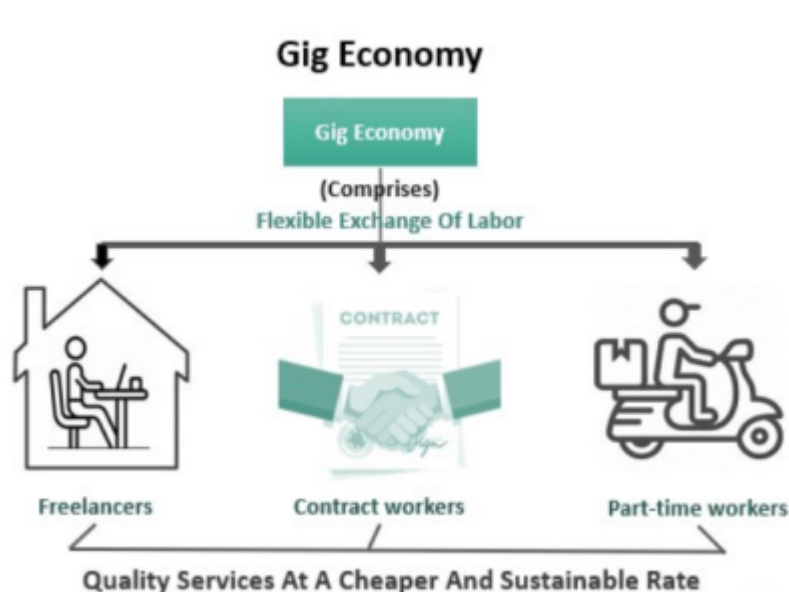 Gig Economy
Gig Economy
(Comprises)
Flexible Exchange Of Labor
CONTRACT
Sign
Freelancers
Contract workers
Part-time workers
Quality Services At A Cheaper And Sustainable Rate